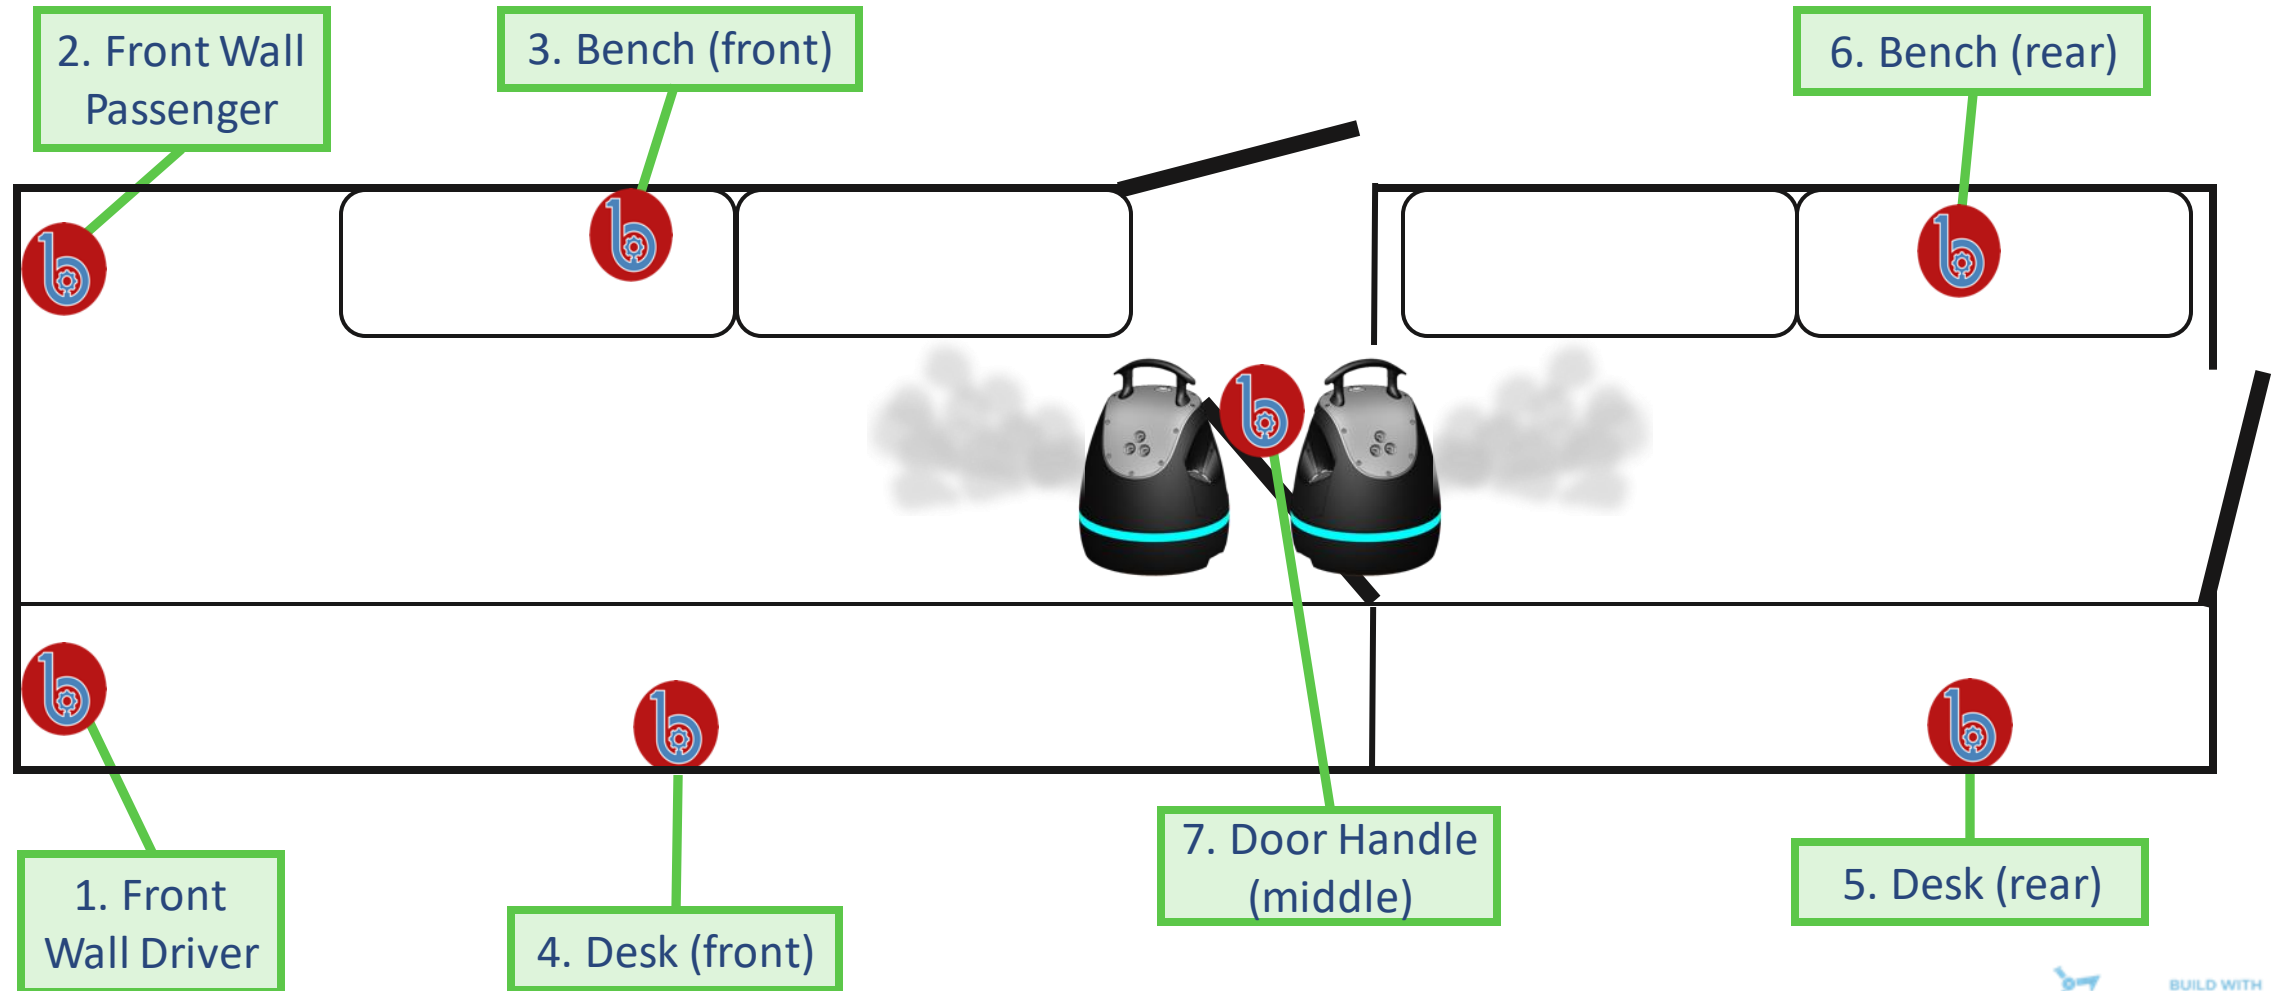 2. Front Wall
Passenger
3. Bench (front)
6. Bench (rear)
1. Front
Wall Driver
4. Desk (front)
7. Door Handle
(middle)
5. Desk (rear)
BUILD WITH